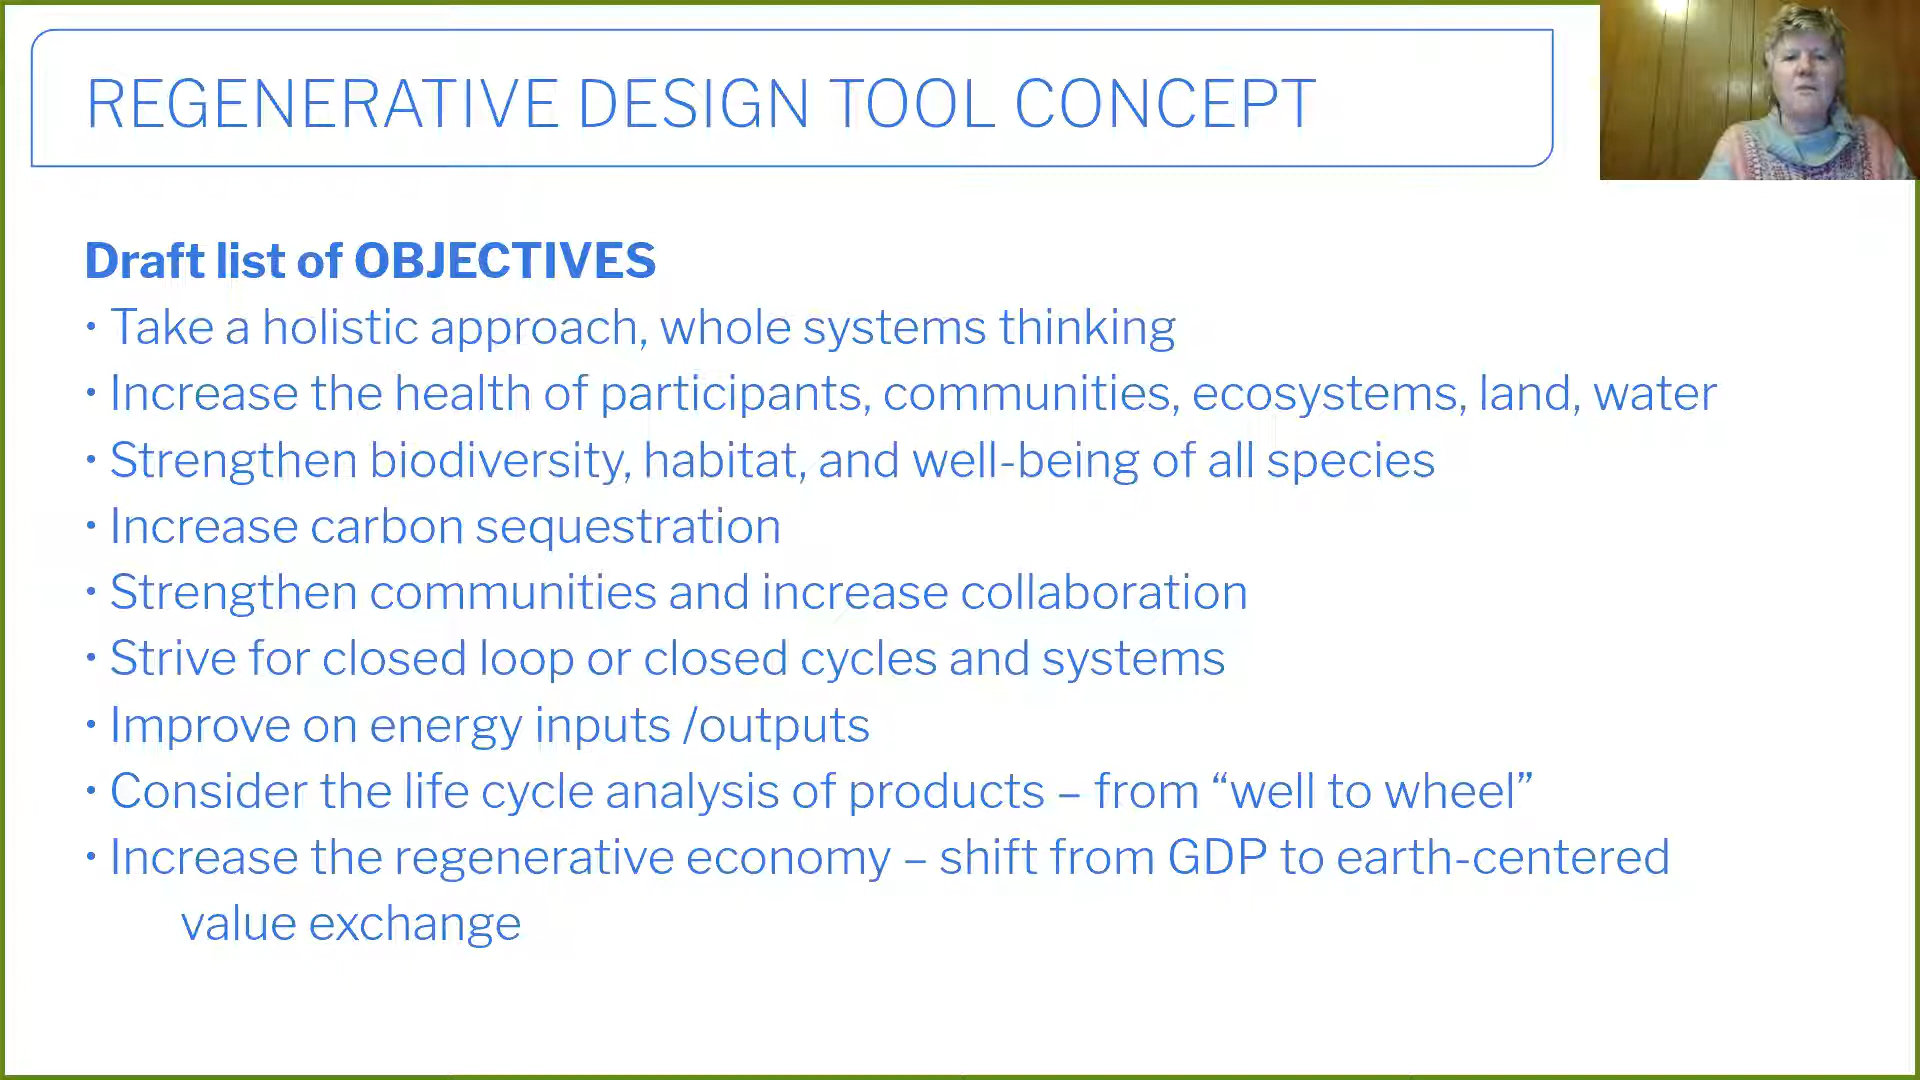 REGENERATIVE DESIGN TOOL CONCEPT
Draft list of OBJECTIVES
• Take a holistic approach, whole systems thinking
• Increase the health of participants, communities, ecosystems, land, water
• Strengthen biodiversity, habitat, and well-being of all species
• Increase carbon sequestration
• Strengthen communities and increase collaboration
• Strive for closed loop or closed cycles and systems
• Improve on energy inputs /outputs
• Consider the life cycle analysis of products – from “well to wheel”
• Increase the regenerative economy – shift from GDP to earth-centered
value exchange